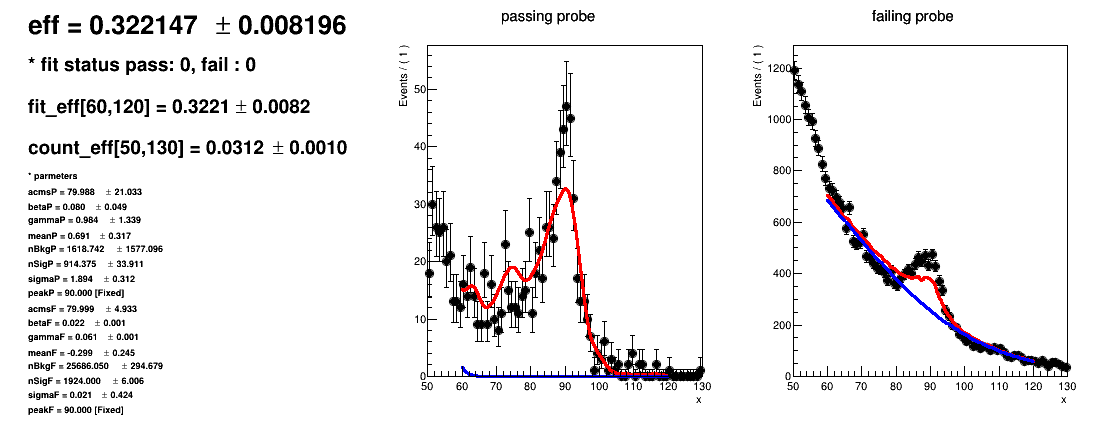 eff = 0.322147 ± 0.008196
* fit status pass: 0, fail : 0
fit_eff[60,120] = 0.3221 ± 0.0082
count_eff[50,130] = 0.0312 ± 0.0010
* parmeters
acmsP = 79.988 ± 21.033
betaP = 0.080 ± 0.049
gammaP = 0.984 ± 1.339
meanP = 0.691 ± 0.317
nBkgP = 1618.742 ± 1577.096
nSigP = 914.375 ± 33.911
sigmaP = 1.894 ± 0.312
peakP = 90.000 [Fixed]
acmsF = 79.999 ± 4.933
betaF = 0.022 ± 0.001
gammaF = 0.061 ± 0.001
meanF = -0.299 ± 0.245
nBkgF = 25686.050 ± 294.679
nSigF = 1924.000 ± 6.006
sigmaF = 0.021 ± 0.424
peakF = 90.000 [Fixed]
passing probe
Events / ( 1 )
50
40
30
20
10
0
50 60 70 80 90 100 110 120 130
x
failing probe
Events / ( 1 )
1200
1000
800
600
400
200
0
50 60 70 80 90 100 110 120 130
x